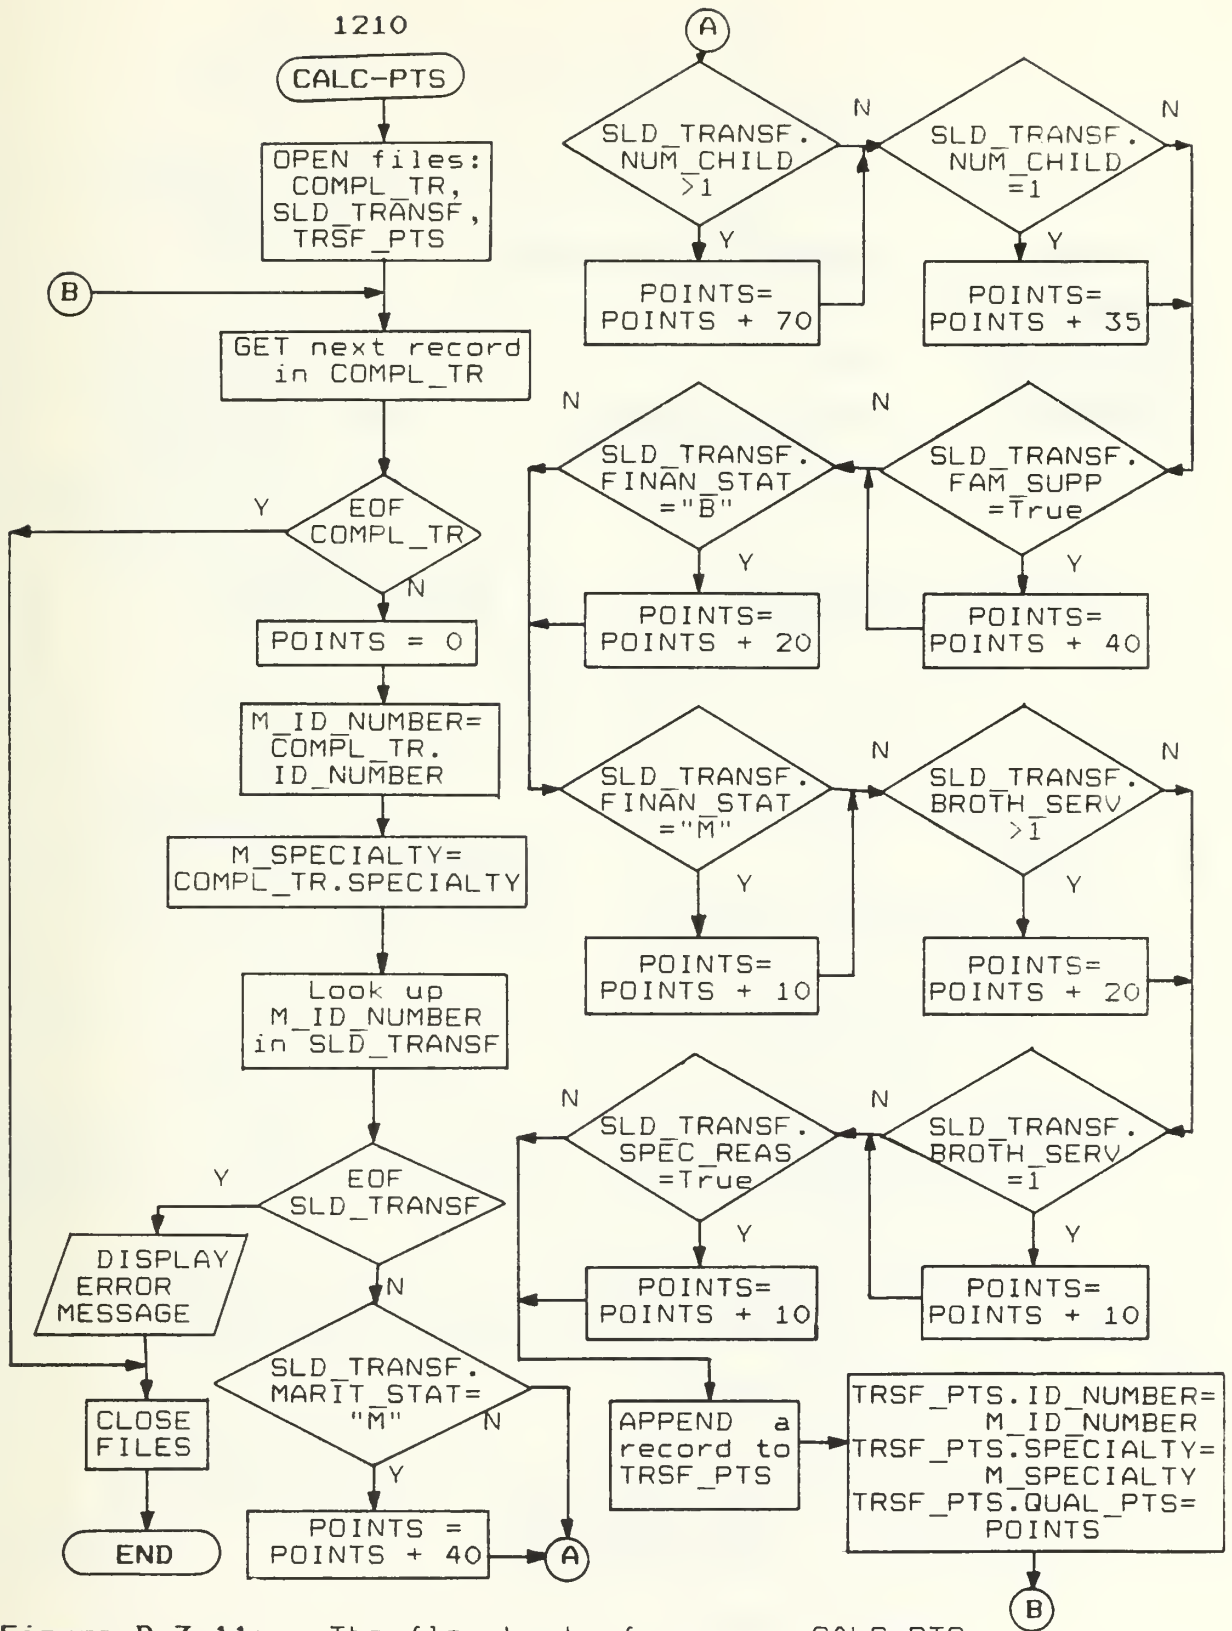 1210
CALC-PTS
OPEN files:
COMPL_TR,
SLD_TRANSF,
TRSF_PTS
B
GET next record
in COMPL_TR
EOF
COMPL_TR
Y
N
POINTS = 0
M_ID_NUMBER=
COMPL_TR.
ID_NUMBER
M_SPECIALTY=
COMPL_TR.SPECIALTY
Look up
M_ID_NUMBER
in SLD_TRANSF
EOF
SLD_TRANSF
Y
N
DISPLAY
ERROR
MESSAGE
CLOSE
FILES
END
SLD_TRANSF.
MARIT_STAT=
"M"
N
Y
POINTS =
POINTS + 40
A
A
SLD_TRANSF.
NUM_CHILD
>1
N
Y
POINTS=
POINTS + 70
SLD_TRANSF.
NUM_CHILD
=1
N
Y
POINTS=
POINTS + 35
SLD_TRANSF.
FAM_SUPP
=True
N
Y
POINTS=
POINTS + 40
SLD_TRANSF.
FINAN_STAT
="B"
N
Y
POINTS=
POINTS + 20
SLD_TRANSF.
FINAN_STAT
="M"
N
Y
POINTS=
POINTS + 10
SLD_TRANSF.
BROTH_SERV
>1
N
Y
POINTS=
POINTS + 20
SLD_TRANSF.
BROTH_SERV
=1
N
Y
POINTS=
POINTS + 10
SLD_TRANSF.
SPEC_REAS
=True
N
Y
POINTS=
POINTS + 10
APPEND a
record to
TRSF_PTS
TRSF_PTS.ID_NUMBER=
M_ID_NUMBER
TRSF_PTS.SPECIALTY=
M_SPECIALTY
TRSF_PTS.QUAL_PTS=
POINTS
B